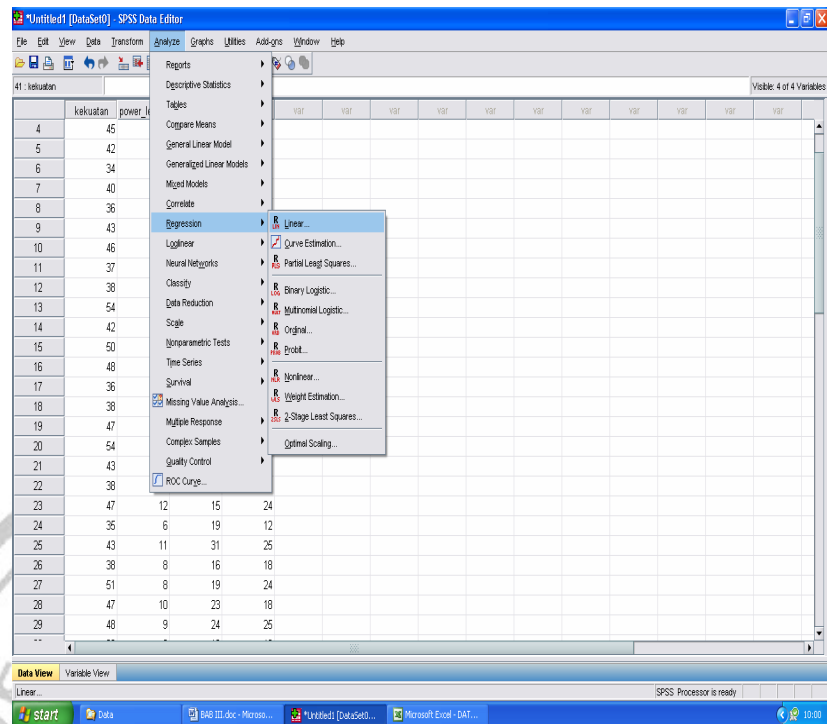 *Untitled1 [DataSet0] - SPSS Data Editor
File Edit View Data Transform Analyze Graphs Utilities Add-ons Window Help
41 : kekuatan Visible: 4 of 4 Variables
kekuatan power_le var var var var var var var var var var
4 45
5 42
6 34
7 40
8 36
9 43
10 46
11 37
12 38
13 54
14 42
15 50
16 48
17 36
18 38
19 47
20 54
21 43
22 38
23 47 12 15 24
24 35 6 19 12
25 43 11 31 25
26 38 8 16 18
27 51 8 19 24
28 47 10 23 18
29 48 9 24 25
Reports
Descriptive Statistics
Tables
Compare Means
General Linear Model
Generalized Linear Models
Mixed Models
Correlate
Regression
Loglinear
Neural Networks
Classify
Data Reduction
Scale
Nonparametric Tests
Time Series
Survival
Missing Value Analysis...
Multiple Response
Complex Samples
Quality Control
ROC Curve...
R LIN Linear...
Curve Estimation...
R PLS Partial Least Squares...
R LOG Binary Logistic...
R Multinomial Logistic...
R Ordinal...
R Probit...
R NLR Nonlinear...
R WLS Weight Estimation...
R 2SLS 2-Stage Least Squares...
Optimal Scaling...
Data View Variable View
Linear... SPSS Processor is ready
start Data BAB III.doc - Microso... *Untitled1 [DataSet0... Microsoft Excel - DAT... 10:00